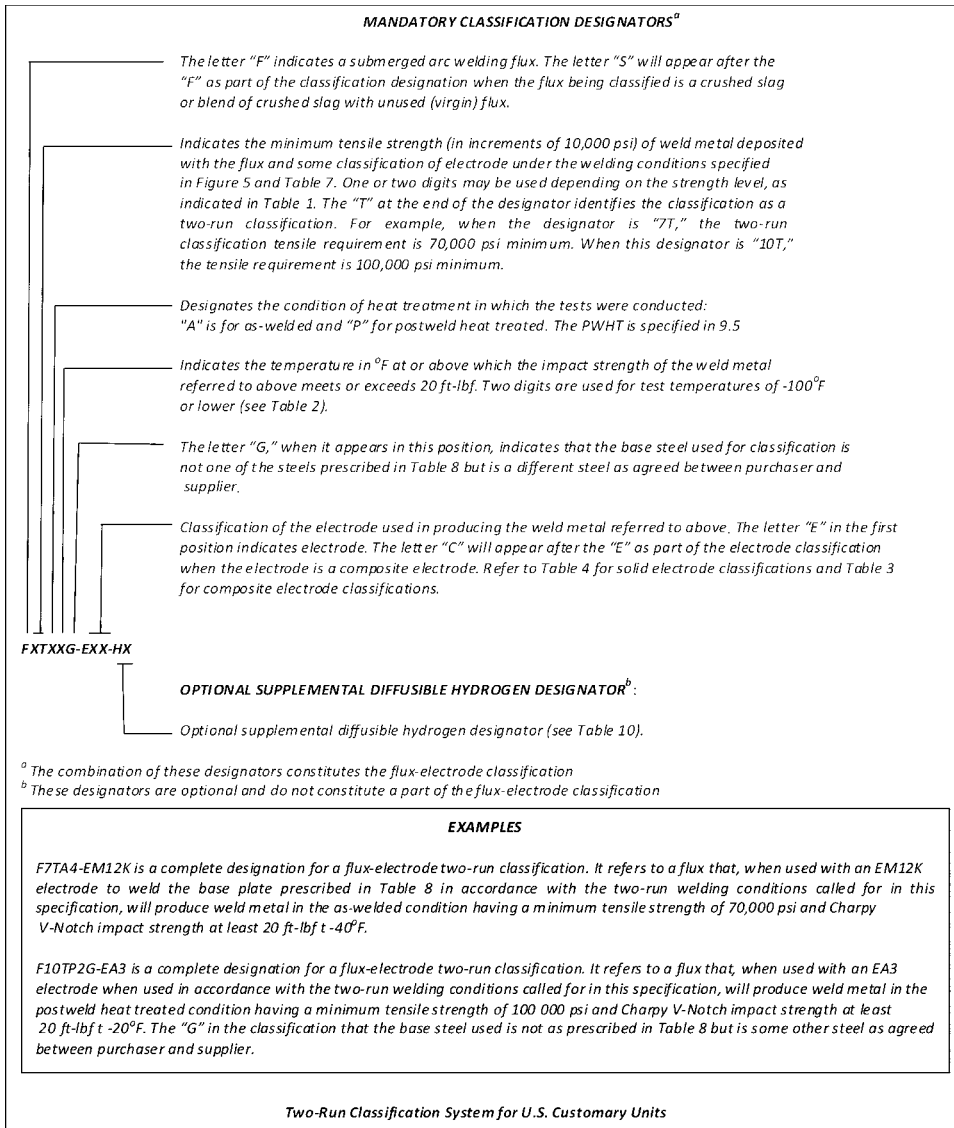 MANDATORY CLASSIFICATION DESIGNATORS^a
The letter "F" indicates a submerged arc welding flux. The letter "S" will appear after the
"F" as part of the classification designation when the flux being classified is a crushed slag
or blend of crushed slag with unused (virgin) flux.
Indicates the minimum tensile strength (in increments of 10,000 psi) of weld metal deposited
with the flux and some classification of electrode under the welding conditions specified
in Figure 5 and Table 7. One or two digits may be used depending on the strength level, as
indicated in Table 1. The "T" at the end of the designator identifies the classification as a
two-run classification. For example, when the designator is "7T," the two-run
classification tensile requirement is 70,000 psi minimum. When this designator is "10T,"
the tensile requirement is 100,000 psi minimum.
Designates the condition of heat treatment in which the tests were conducted:
"A" is for as-welded and "P" for postweld heat treated. The PWHT is specified in 9.5
Indicates the temperature in °F at or above which the impact strength of the weld metal
referred to above meets or exceeds 20 ft-lbf. Two digits are used for test temperatures of -100°F
or lower (see Table 2).
The letter "G," when it appears in this position, indicates that the base steel used for classification is
not one of the steels prescribed in Table 8 but is a different steel as agreed between purchaser and
supplier.
Classification of the electrode used in producing the weld metal referred to above. The letter "E" in the first
position indicates electrode. The letter "C" will appear after the "E" as part of the electrode classification
when the electrode is a composite electrode. Refer to Table 4 for solid electrode classifications and Table 3
for composite electrode classifications.
FXTXXG-EXX-HX
OPTIONAL SUPPLEMENTAL DIFFUSIBLE HYDROGEN DESIGNATOR^b:
Optional supplemental diffusible hydrogen designator (see Table 10).
^a The combination of these designators constitutes the flux-electrode classification
^b These designators are optional and do not constitute a part of the flux-electrode classification
EXAMPLES
F7TA4-EM12K is a complete designation for a flux-electrode two-run classification. It refers to a flux that, when used with an EM12K
electrode to weld the base plate prescribed in Table 8 in accordance with the two-run welding conditions called for in this
specification, will produce weld metal in the as-welded condition having a minimum tensile strength of 70,000 psi and Charpy
V-Notch impact strength at least 20 ft-lbf t -40°F.
F10TP2G-EA3 is a complete designation for a flux-electrode two-run classification. It refers to a flux that, when used with an EA3
electrode when used in accordance with the two-run welding conditions called for in this specification, will produce weld metal in the
postweld heat treated condition having a minimum tensile strength of 100 000 psi and Charpy V-Notch impact strength at least
20 ft-lbf t -20°F. The "G" in the classification that the base steel used is not as prescribed in Table 8 but is some other steel as agreed
between purchaser and supplier.
Two-Run Classification System for U.S. Customary Units